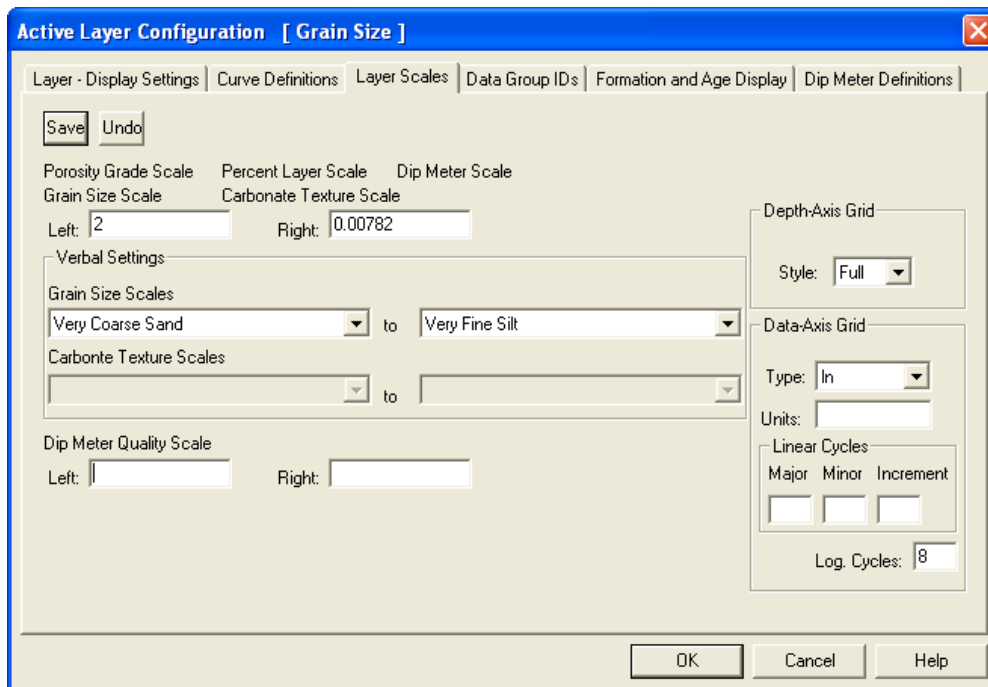 Active Layer Configuration [ Grain Size ]
Layer - Display Settings Curve Definitions Layer Scales Data Group IDs Formation and Age Display Dip Meter Definitions
Save Undo
Porosity Grade Scale Percent Layer Scale Dip Meter Scale
Grain Size Scale Carbonate Texture Scale
Left: 2 Right: 0.00782
Verbal Settings
Grain Size Scales
Very Coarse Sand to Very Fine Silt
Carbonte Texture Scales
to
Dip Meter Quality Scale
Left: Right:
Depth-Axis Grid
Style: Full
Data-Axis Grid
Type: ln
Units:
Linear Cycles
Major Minor Increment
Log. Cycles: 8
OK Cancel Help